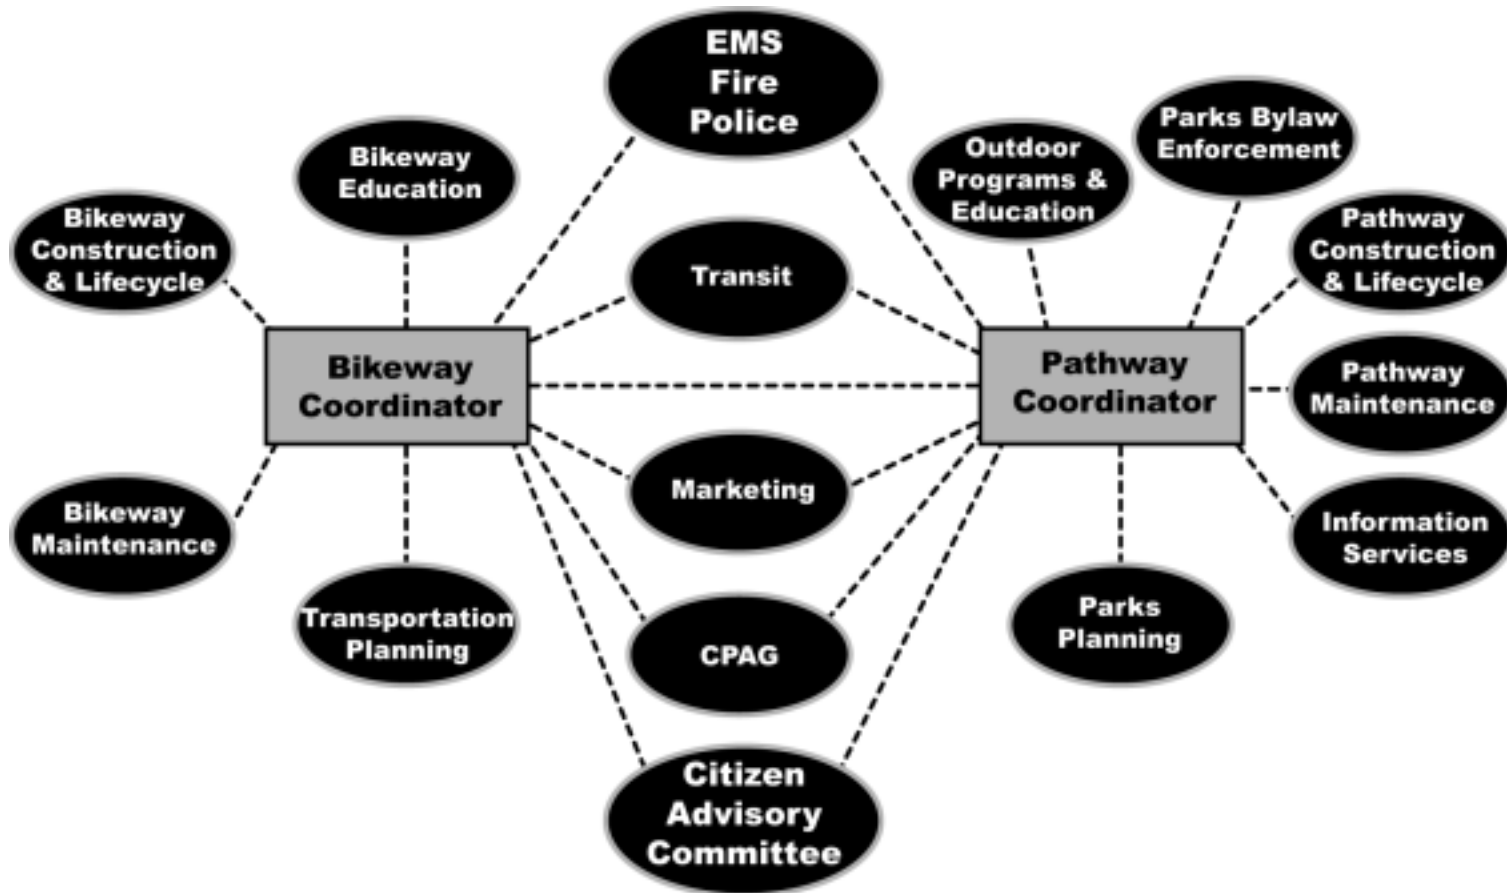 EMS
Fire
Police
Bikeway
Education
Outdoor
Programs &
Education
Parks Bylaw
Enforcement
Bikeway
Construction
& Lifecycle
Transit
Pathway
Construction
& Lifecycle
Bikeway
Coordinator
Pathway
Coordinator
Pathway
Maintenance
Bikeway
Maintenance
Marketing
Information
Services
Transportation
Planning
CPAG
Parks
Planning
Citizen
Advisory
Committee